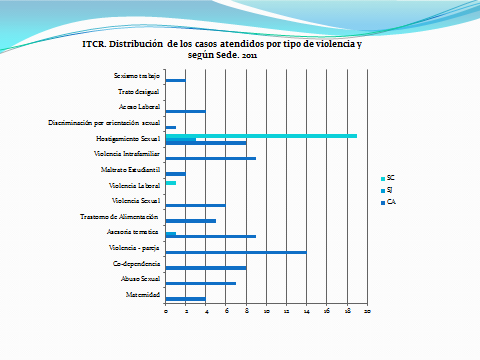 ITCR. Distribución de los casos atendidos por tipo de violencia y
según Sede. 2011
Sexismo trabajo
Trato desigual
Acoso Laboral
Discriminación por orientación sexual
Hostigamiento Sexual
Violencia Intrafamiliar
Maltrato Estudiantil
Violencia Laboral
Violencia Sexual
Trastorno de Alimentación
Asesoría tematica
Violencia - pareja
Co-dependencia
Abuso Sexual
Maternidad
0 2 4 6 8 10 12 14 16 18 20
SC
SJ
CA